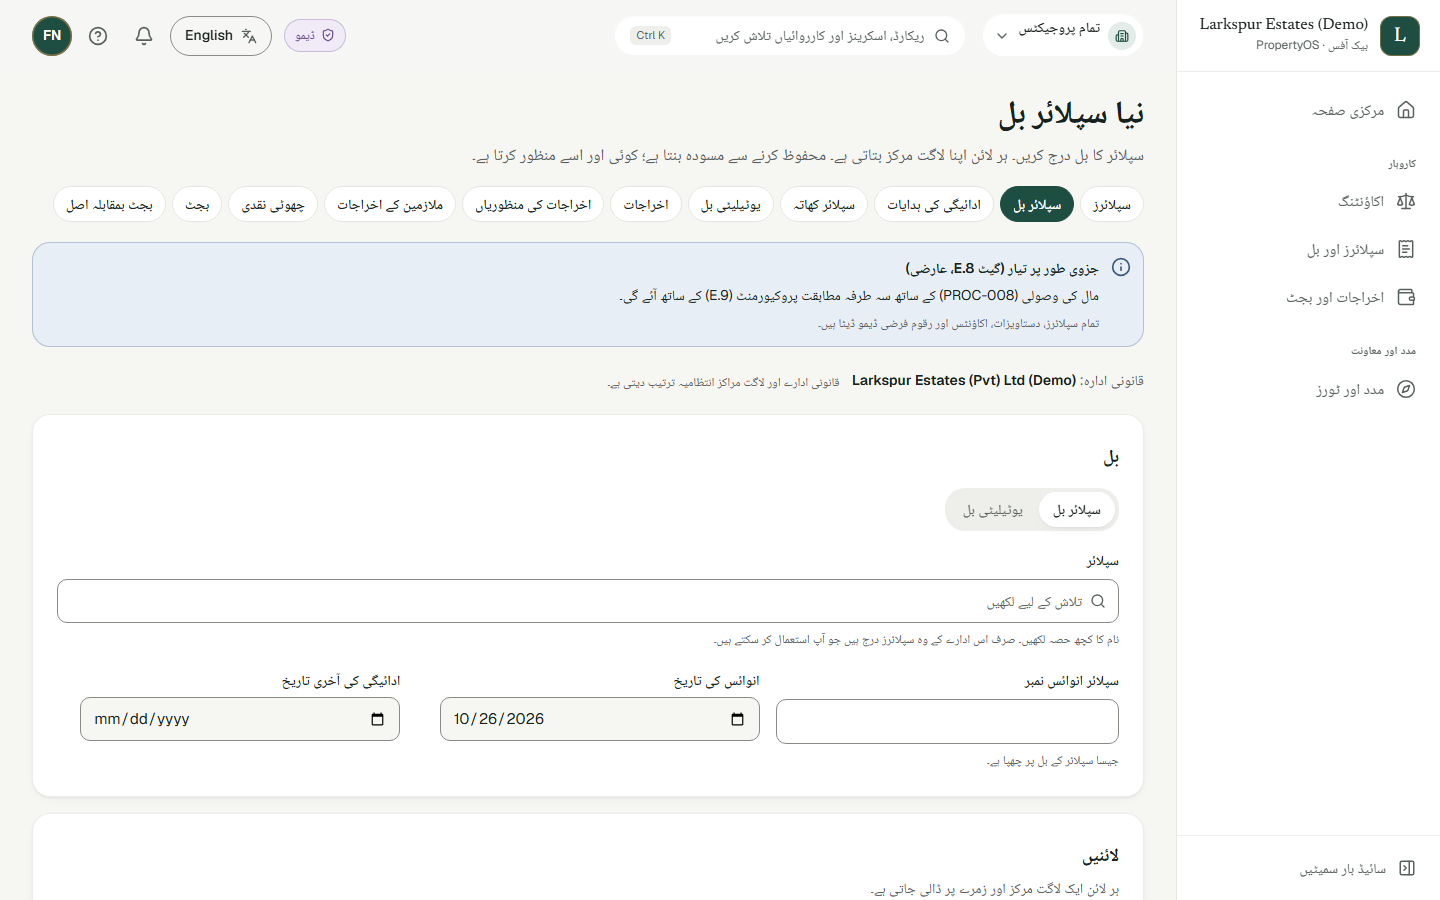 Larkspur Estates (Demo)
بیک آفس · PropertyOS
L
مرکزی صفحہ
کاروبار
اکاؤنٹنگ
سپلائرز اور بل
اخراجات اور بجٹ
مدد اور معاونت
مدد اور ٹورز
سائیڈ بار سمیٹیں
تمام پروجیکٹس
ریکارڈ، اسکرینز اور کارروائیاں تلاش کریں
Ctrl K
ڈیمو
English
FN
نیا سپلائر بل
سپلائر کا بل درج کریں۔ ہر لائن اپنا لاگت مرکز بتاتی ہے۔ محفوظ کرنے سے مسودہ بنتا ہے؛ کوئی اور اسے منظور کرتا ہے۔
سپلائرز
سپلائر بل
ادائیگی کی ہدایات
سپلائر کھاتہ
یوٹیلیٹی بل
اخراجات
اخراجات کی منظوریاں
ملازمین کے اخراجات
چھوٹی نقدی
بجٹ
بجٹ بمقابلہ اصل
جزوی طور پر تیار (گیٹ E.8، عارضی)
مال کی وصولی (PROC-008) کے ساتھ سہ طرفہ مطابقت پروکیورمنٹ (E.9) کے ساتھ آئے گی۔
تمام سپلائرز، دستاویزات، اکاؤنٹس اور رقوم فرضی ڈیمو ڈیٹا ہیں۔
قانونی ادارہ: Larkspur Estates (Pvt) Ltd (Demo) قانونی ادارے اور لاگت مراکز انتظامیہ ترتیب دیتی ہے۔
بل
سپلائر بل
یوٹیلیٹی بل
سپلائر
تلاش کے لیے لکھیں
نام کا کچھ حصہ لکھیں۔ صرف اس ادارے کے وہ سپلائرز درج ہیں جو آپ استعمال کر سکتے ہیں۔
سپلائر انوائس نمبر
جیسا سپلائر کے بل پر چھپا ہے۔
انوائس کی تاریخ
10/26/2026
ادائیگی کی آخری تاریخ
mm/dd/yyyy
لائنیں
ہر لائن ایک لاگت مرکز اور زمرے پر ڈالی جاتی ہے۔